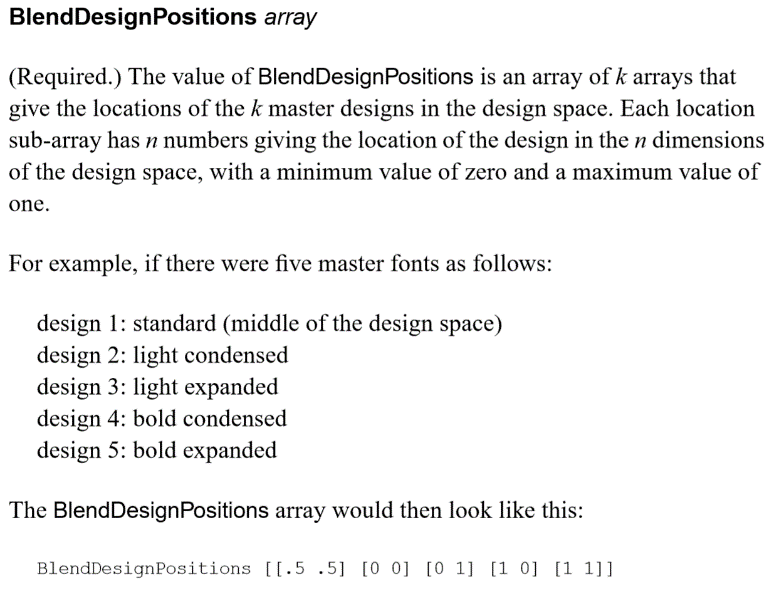 BlendDesignPositions array
(Required.) The value of BlendDesignPositions is an array of k arrays that
give the locations of the k master designs in the design space. Each location
sub-array has n numbers giving the location of the design in the n dimensions
of the design space, with a minimum value of zero and a maximum value of
one.
For example, if there were five master fonts as follows:
design 1: standard (middle of the design space)
design 2: light condensed
design 3: light expanded
design 4: bold condensed
design 5: bold expanded
The BlendDesignPositions array would then look like this:
BlendDesignPositions [[.5 .5] [0 0] [0 1] [1 0] [1 1]]